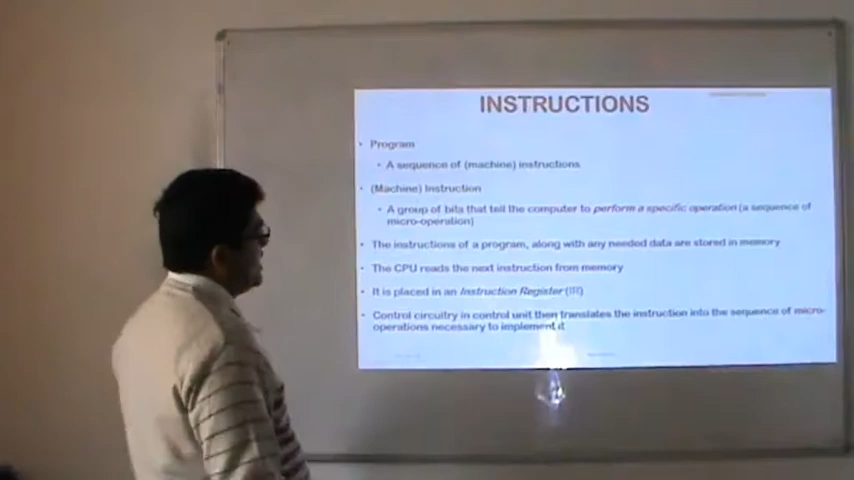 INSTRUCTIONS
• Program
• A sequence of (machine) instructions
• (Machine) Instruction
• A group of bits that tell the computer to perform a specific operation (a sequence of
micro-operation)
• The instructions of a program, along with any needed data are stored in memory
• The CPU reads the next instruction from memory
• It is placed in an Instruction Register (IR)
• Control circuitry in control unit then translates the instruction into the sequence of micro-
operations necessary to implement it